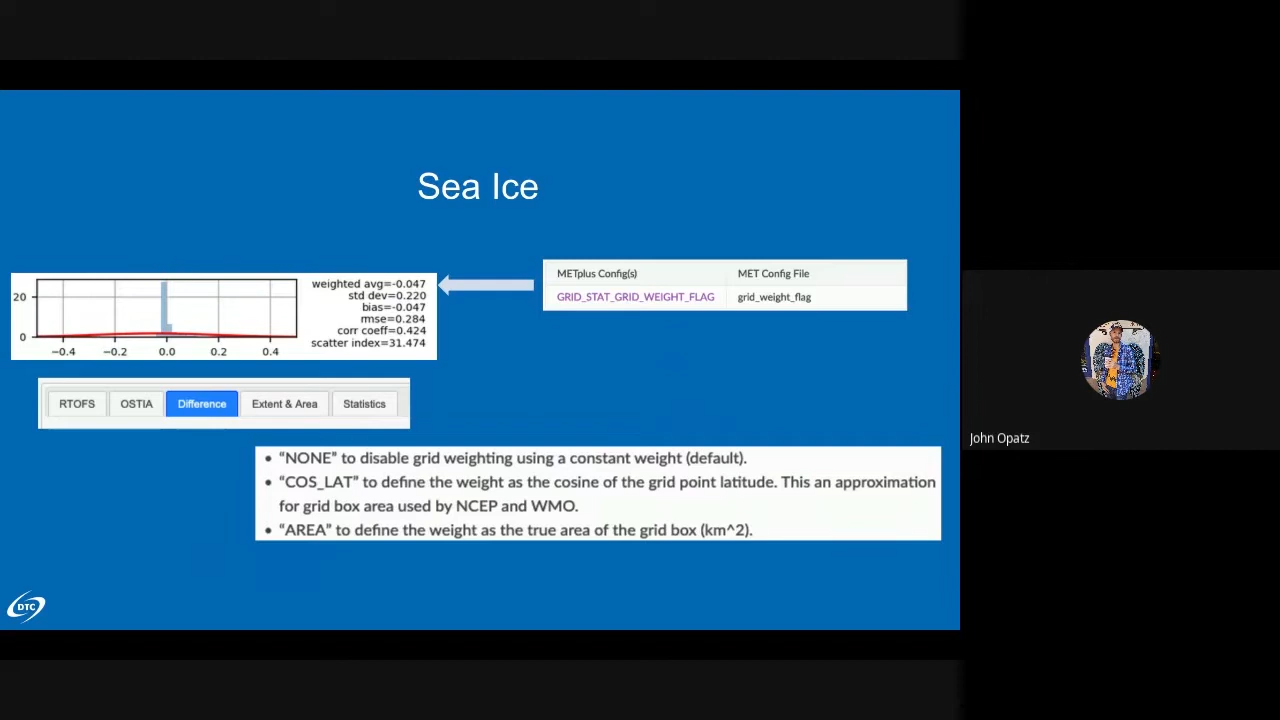 Sea Ice
METplus Config(s) MET Config File
GRID_STAT_GRID_WEIGHT_FLAG grid_weight_flag
weighted avg=-0.047
std dev=0.220
bias=-0.047
rmse=0.284
corr coeff=0.424
scatter index=31.474
20
0
−0.4 −0.2 0.0 0.2 0.4
RTOFS OSTIA Difference Extent & Area Statistics
• “NONE” to disable grid weighting using a constant weight (default).
• “COS_LAT” to define the weight as the cosine of the grid point latitude. This an approximation
for grid box area used by NCEP and WMO.
• “AREA” to define the weight as the true area of the grid box (km^2).
DTC
John Opatz